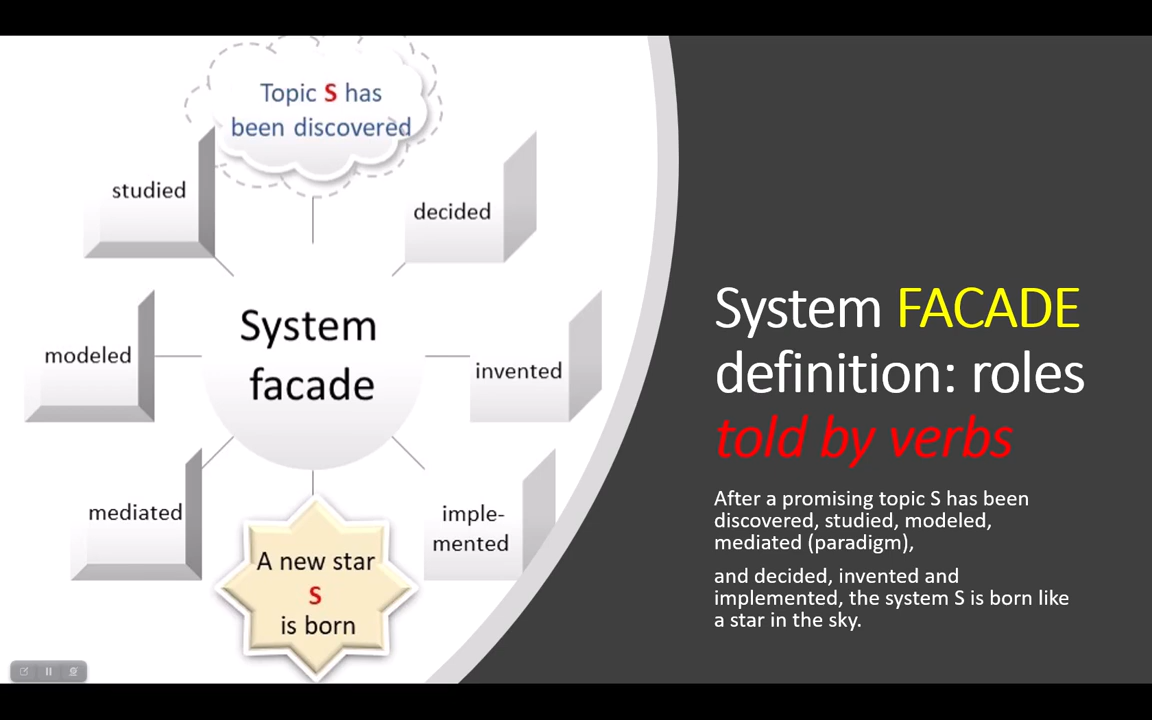 Topic S has
been discovered
studied
decided
System
facade
modeled
invented
mediated
imple-
mented
A new star
S
is born
System FACADE
definition: roles
told by verbs
After a promising topic S has been
discovered, studied, modeled,
mediated (paradigm),
and decided, invented and
implemented, the system S is born like
a star in the sky.